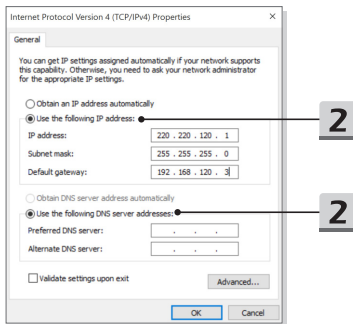 Internet Protocol Version 4 (TCP/IPv4) Properties
General
You can get IP settings assigned automatically if your network supports
this capability. Otherwise, you need to ask your network administrator
for the appropriate IP settings.
Obtain an IP address automatically
Use the following IP address:
2
IP address: 220 . 220 . 120 . 1
Subnet mask: 255 . 255 . 255 . 0
Default gateway: 192 . 168 . 120 . 3
Obtain DNS server address automatically
Use the following DNS server addresses:
2
Preferred DNS server: . . .
Alternate DNS server: . . .
Validate settings upon exit
Advanced...
OK Cancel